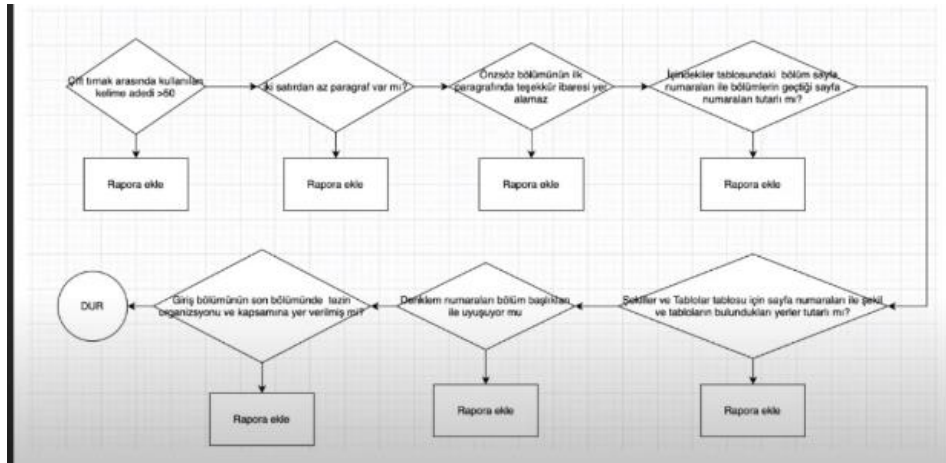 Çift tırnak arasında kullanılan
kelime adedi >50
İki satırdan az paragraf var mı?
Önzsöz bölümünün ilk
paragrafında teşekkür ibaresi yer
alamaz
İçindekiler tablosundaki bölüm sayfa
numaraları ile bölümlerin geçtiği sayfa
numaraları tutarlı mı?
Rapora ekle
Rapora ekle
Rapora ekle
Rapora ekle
DUR
Giriş bölümünün son bölümünde tezin
organizsyonu ve kapsamına yer verilmiş mi?
Denklem numaraları bölüm başlıkları
ile uyuşuyor mu
Şekiller ve Tablolar tablosu için sayfa numaraları ile şekil
ve tabloların bulundukları yerler tutarlı mı?
Rapora ekle
Rapora ekle
Rapora ekle